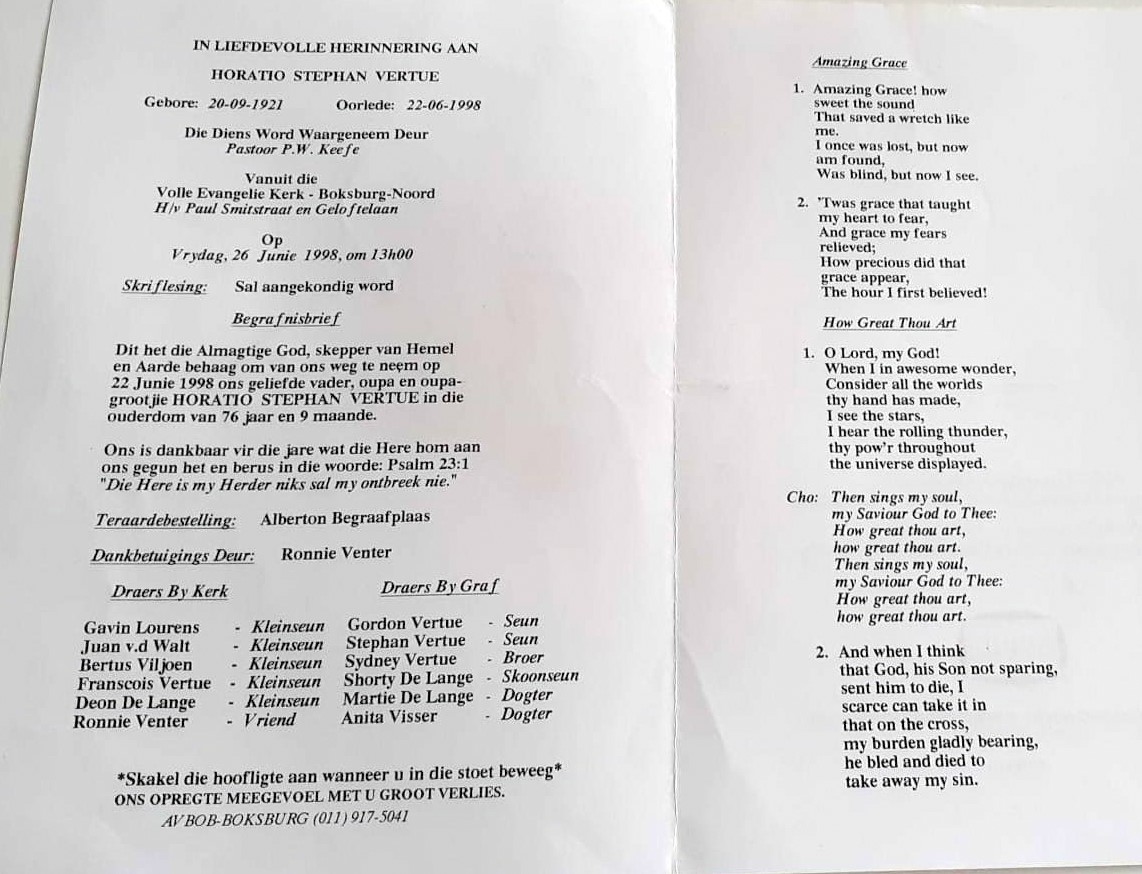 IN LIEFDEVOLLE HERINNERING AAN
HORATIO STEPHAN VERTUE
Gebore: 20-09-1921 Oorlede: 22-06-1998
Die Diens Word Waargeneem Deur
Pastoor P.W. Keefe
Vanuit die
Volle Evangelie Kerk - Boksburg-Noord
H/v Paul Smitstraat en Geloftelaan
Op
Vrydag, 26 Junie 1998, om 13h00
Skriflesing: Sal aangekondig word
Begrafnisbrief
Dit het die Almagtige God, skepper van Hemel
en Aarde behaag om van ons weg te neem op
22 Junie 1998 ons geliefde vader, oupa en oupa-
grootjie HORATIO STEPHAN VERTUE in die
ouderdom van 76 jaar en 9 maande.
Ons is dankbaar vir die jare wat die Here hom aan
ons gegun het en berus in die woorde: Psalm 23:1
"Die Here is my Herder niks sal my ontbreek nie."
Teraardebestelling: Alberton Begraafplaas
Dankbetuigings Deur: Ronnie Venter
Draers By Kerk
Gavin Lourens - Kleinseun
Juan v.d Walt - Kleinseun
Bertus Viljoen - Kleinseun
Franscois Vertue - Kleinseun
Deon De Lange - Kleinseun
Ronnie Venter - Vriend
Draers By Graf
Gordon Vertue - Seun
Stephan Vertue - Seun
Sydney Vertue - Broer
Shorty De Lange - Skoonseun
Martie De Lange - Dogter
Anita Visser - Dogter
*Skakel die hoofligte aan wanneer u in die stoet beweeg*
ONS OPREGTE MEEGEVOEL MET U GROOT VERLIES.
AVBOB-BOKSBURG (011) 917-5041
Amazing Grace
1. Amazing Grace! how
sweet the sound
That saved a wretch like
me.
I once was lost, but now
am found,
Was blind, but now I see.
2. 'Twas grace that taught
my heart to fear,
And grace my fears
relieved;
How precious did that
grace appear,
The hour I first believed!
How Great Thou Art
1. O Lord, my God!
When I in awesome wonder,
Consider all the worlds
thy hand has made,
I see the stars,
I hear the rolling thunder,
thy pow'r throughout
the universe displayed.
Cho: Then sings my soul,
my Saviour God to Thee:
How great thou art,
how great thou art.
Then sings my soul,
my Saviour God to Thee:
How great thou art,
how great thou art.
2. And when I think
that God, his Son not sparing,
sent him to die, I
scarce can take it in
that on the cross,
my burden gladly bearing,
he bled and died to
take away my sin.